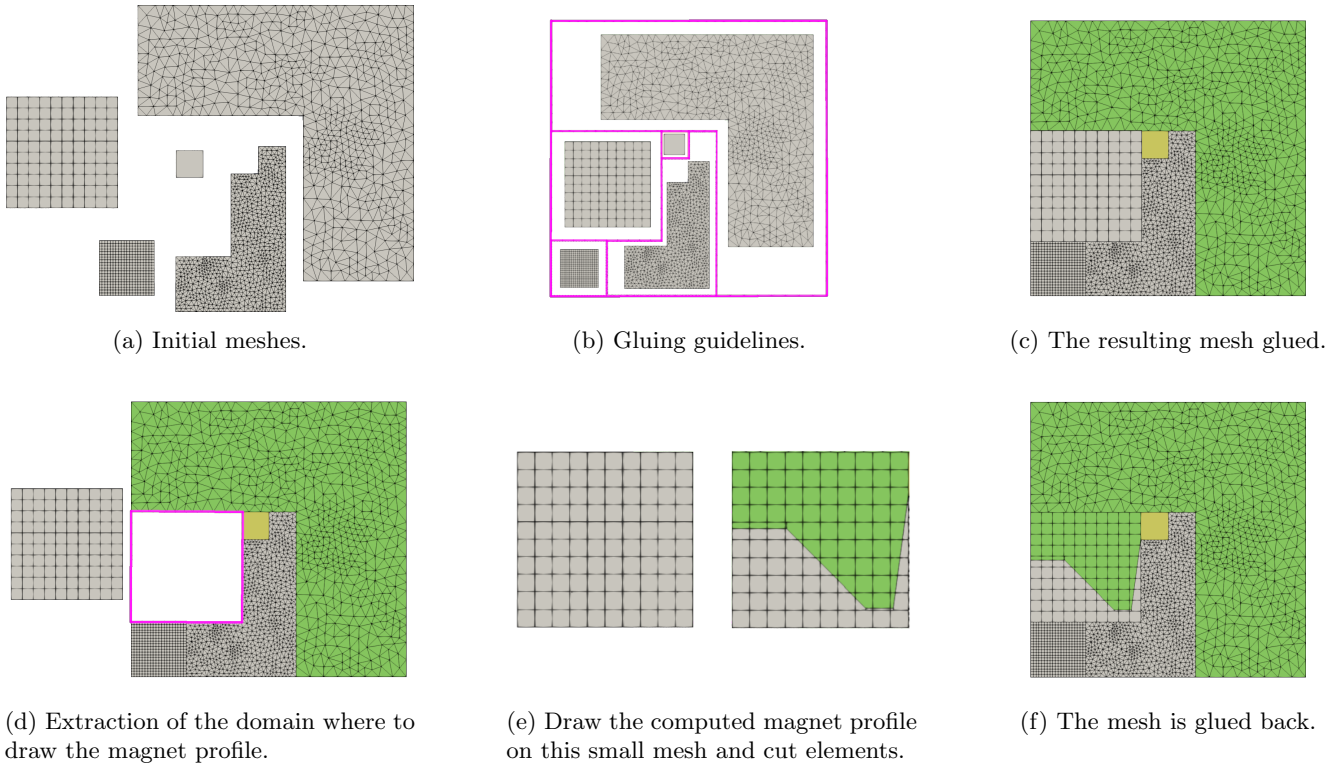 (a) Initial meshes.
(b) Gluing guidelines.
(c) The resulting mesh glued.
(d) Extraction of the domain where to
draw the magnet profile.
(e) Draw the computed magnet profile
on this small mesh and cut elements.
(f) The mesh is glued back.